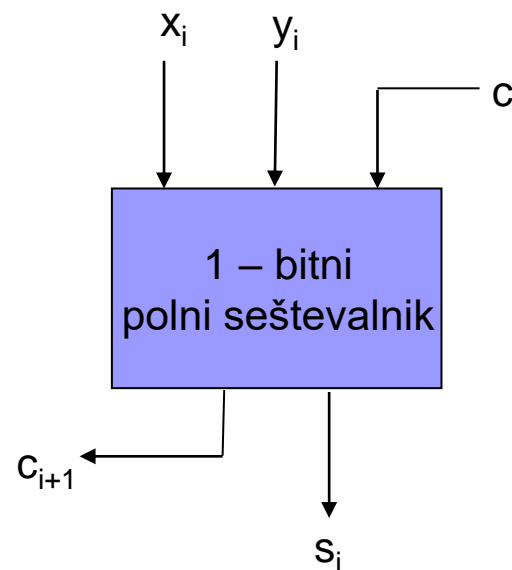 xᵢ yᵢ
c
1 – bitni
polni seštevalnik
cᵢ₊₁
sᵢ